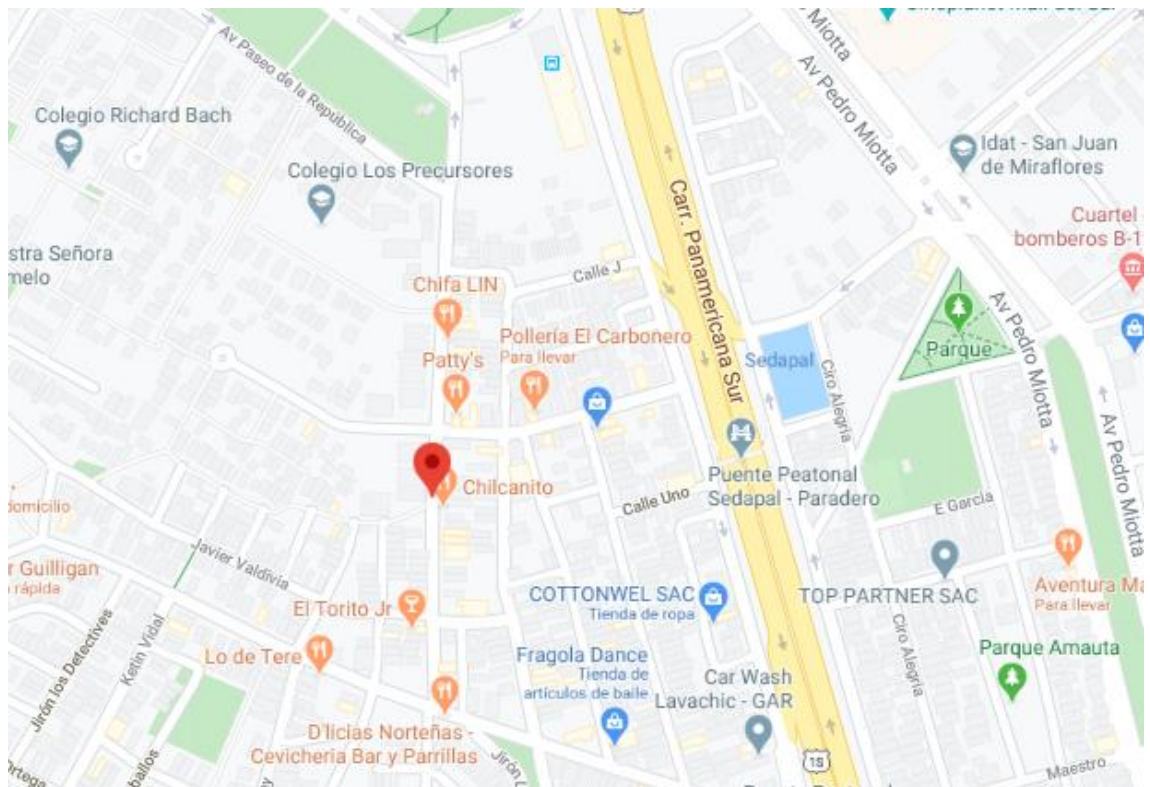 Av Miotta
Av Paseo de la República
Av Pedro Miotta
Colegio Richard Bach
Idat - San Juan
de Miraflores
Colegio Los Precursores
Carr. Panamericana Sur
Cuartel
bomberos B-1
stra Señora
melo
Calle J
Chifa LIN
Pollería El Carbonero
Para llevar
Patty's
Sedapal
Parque
Av Pedro Miotta
Ciro Alegría
Av Pedro Miotta
Puente Peatonal
Sedapal - Paradero
Chilcanito
Calle Uno
E García
domicilio
Javier Valdivia
r Guilligan
rápida
El Torito Jr
COTTONWEL SAC
Tienda de ropa
TOP PARTNER SAC
Aventura Ma
Para llevar
Jirón los Detectives
Ketin Vidal
Lo de Tere
Fragola Dance
Tienda de
artículos de baile
Car Wash
Lavachic - GAR
Ciro Alegría
Parque Amauta
D'licias Norteñas -
Cevicheria Bar y Parrillas
Jirón
1S
Maestro
Ortega
ballos